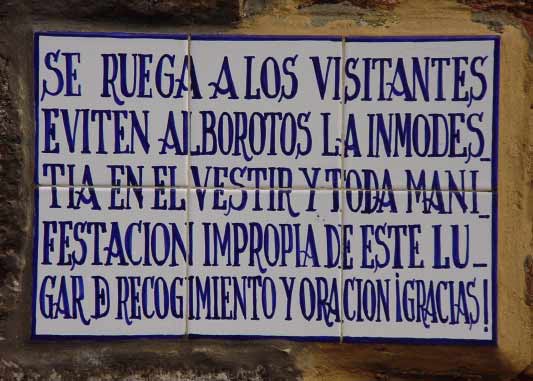 SE RUEGA A LOS VISITANTES
EVITEN ALBOROTOS LA INMODES_
TIA EN EL VESTIR Y TODA MANI_
FESTACION IMPROPIA DE ESTE LU_
GAR DE RECOGIMIENTO Y ORACION ¡GRACIAS!